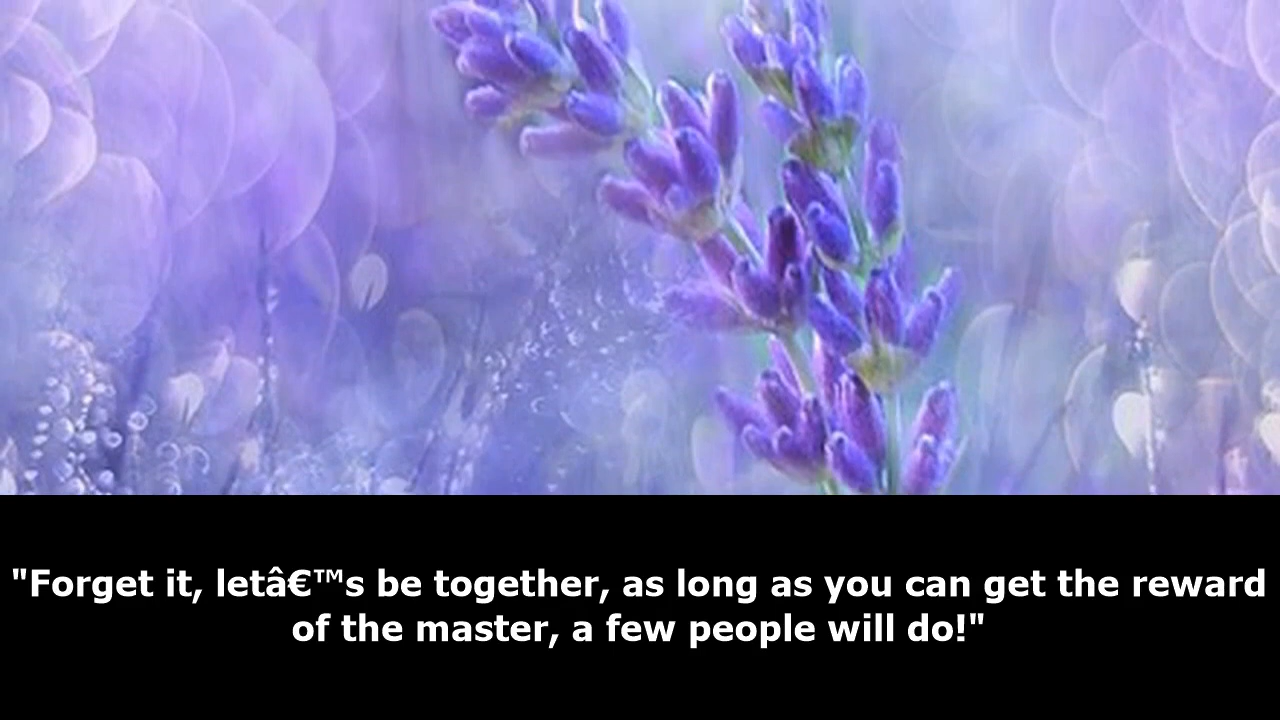 "Forget it, letâ€™s be together, as long as you can get the reward
of the master, a few people will do!"